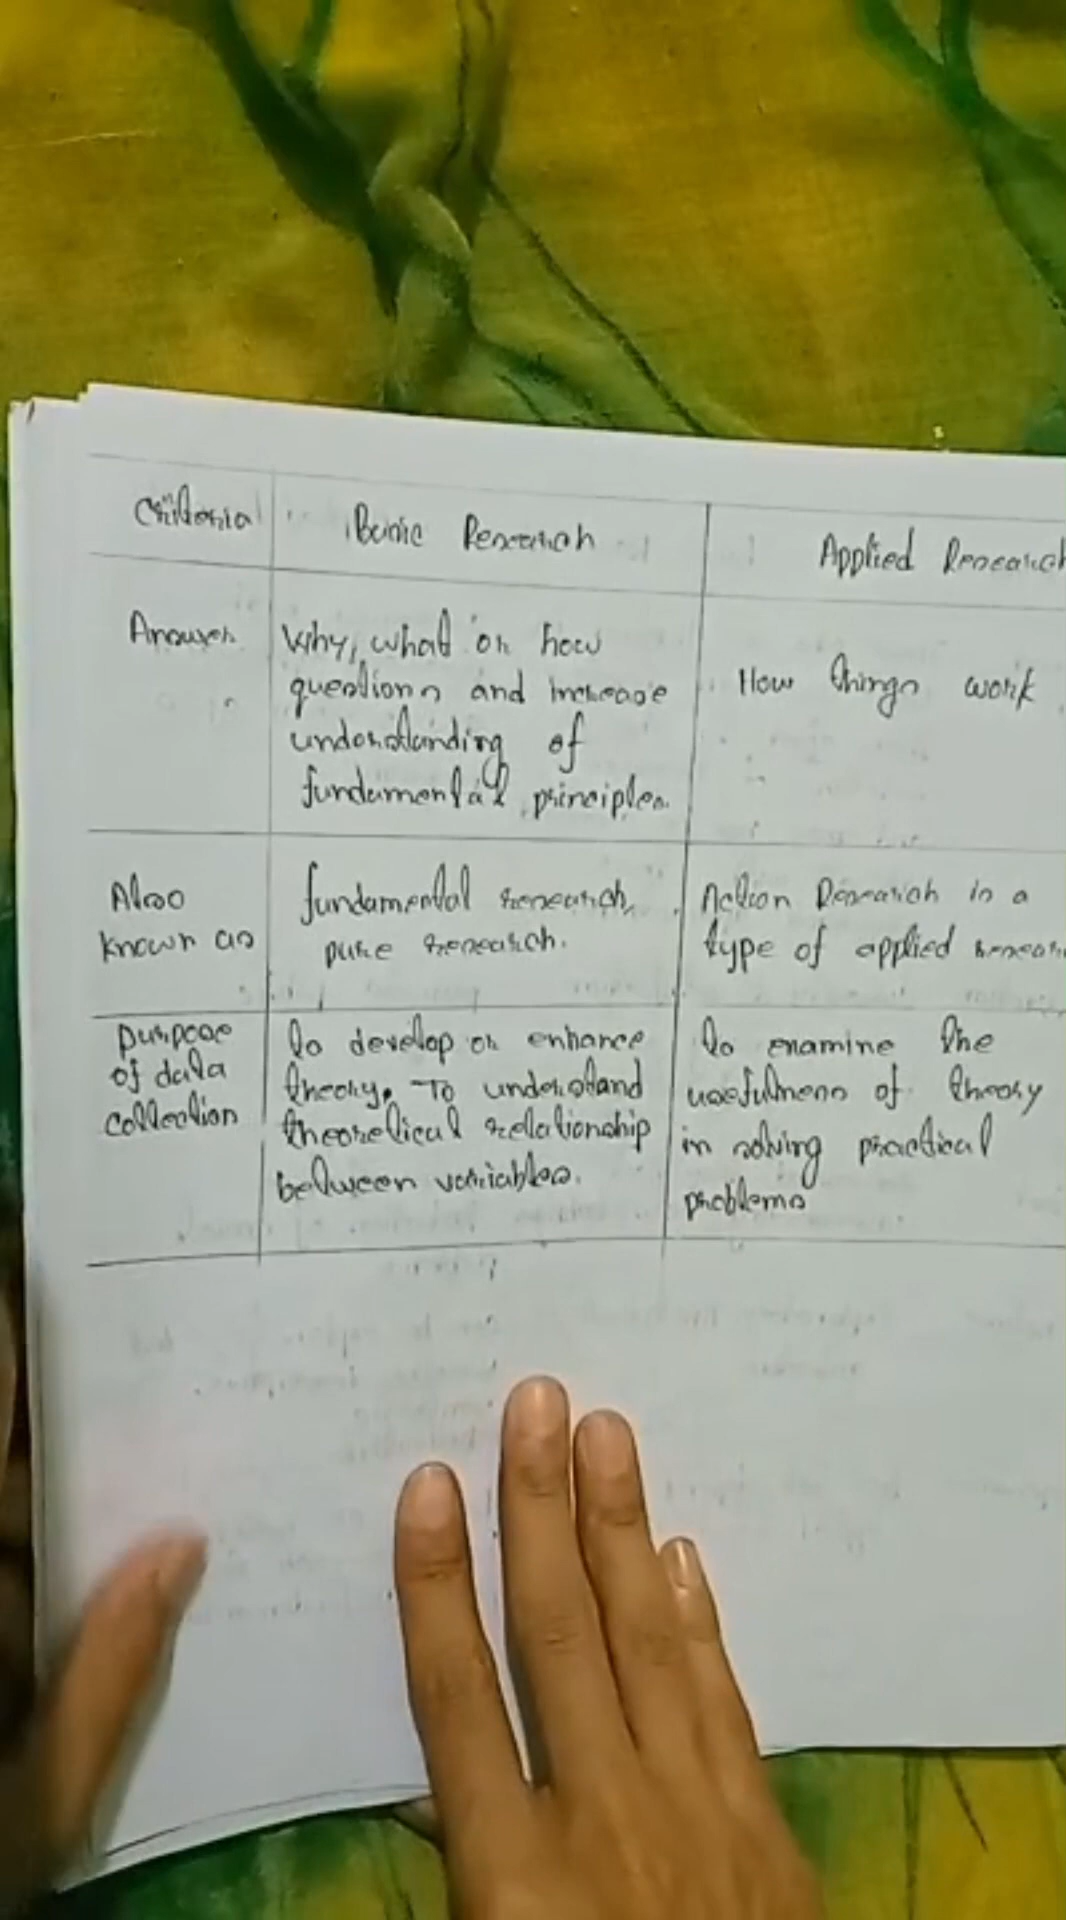 Criteria
Basic Research
Applied Research
Answer
Why, what or how
questions and increase
understanding of
fundamental principles.
How things work
Also
known as
fundamental research,
pure research.
Action Research is a
type of applied research
purpose
of data
collection
To develop or enhance
theory. To understand
theoretical relationship
between variables.
To examine the
usefulness of theory
in solving practical
problems